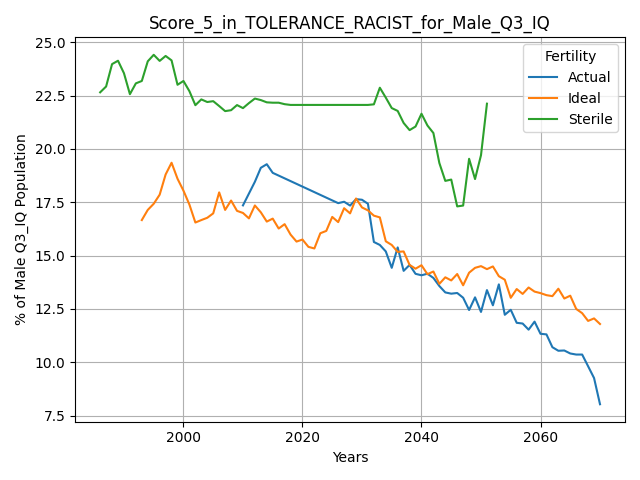 Score_5_in_TOLERANCE_RACIST_for_Male_Q3_IQ
Fertility
Actual
Ideal
Sterile
% of Male Q3_IQ Population
25.0
22.5
20.0
17.5
15.0
12.5
10.0
7.5
2000
2020
2040
2060
Years